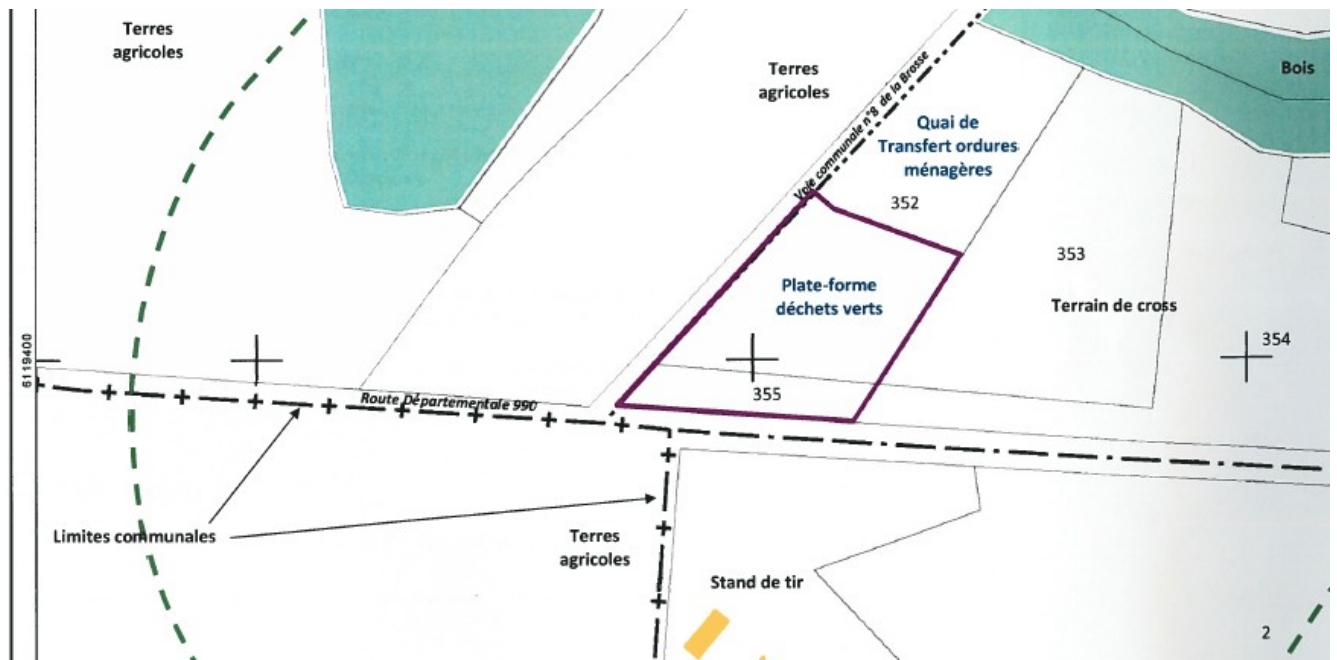 Terres
agricoles
Terres
agricoles
Bois
Voie communale n°8 de la Brosse
Quai de
Transfert ordures
ménagères
352
353
Plate-forme
déchets verts
Terrain de cross
354
6119400
355
Route Départementale 990
Limites communales
Terres
agricoles
Stand de tir
2